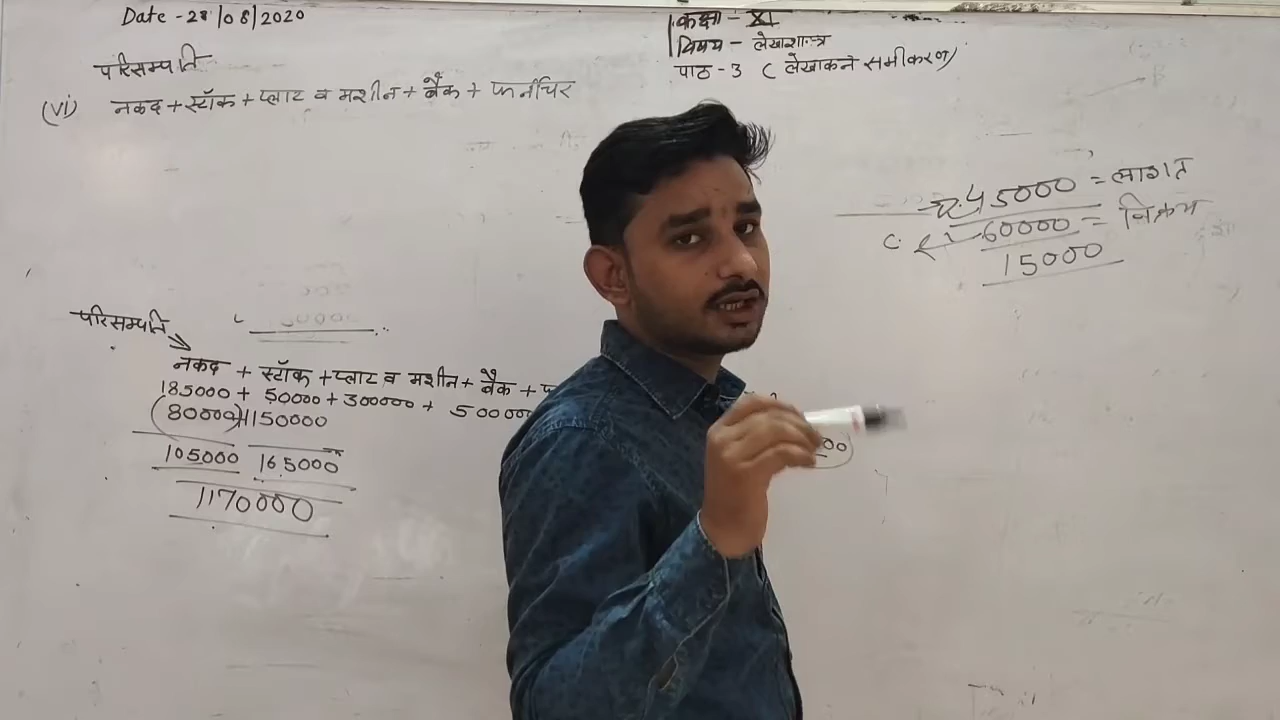 Date - 28/08/2020
कक्षा - XI
विषय - लेखाशास्त्र
पाठ - 3 ( लेखाकन समीकरण)
परिसम्पति
(vi) नकद + स्टॉक + प्लाट व मशीन + बैंक + फर्नीचर
45000 = लागत
60000 = विक्रय
15000
परिसम्पति
नकद + स्टॉक + प्लाट व मशीन + बैंक +
185000 + 50000 + 300000 + 500000
(80000) + 150000
105000 165000
1170000